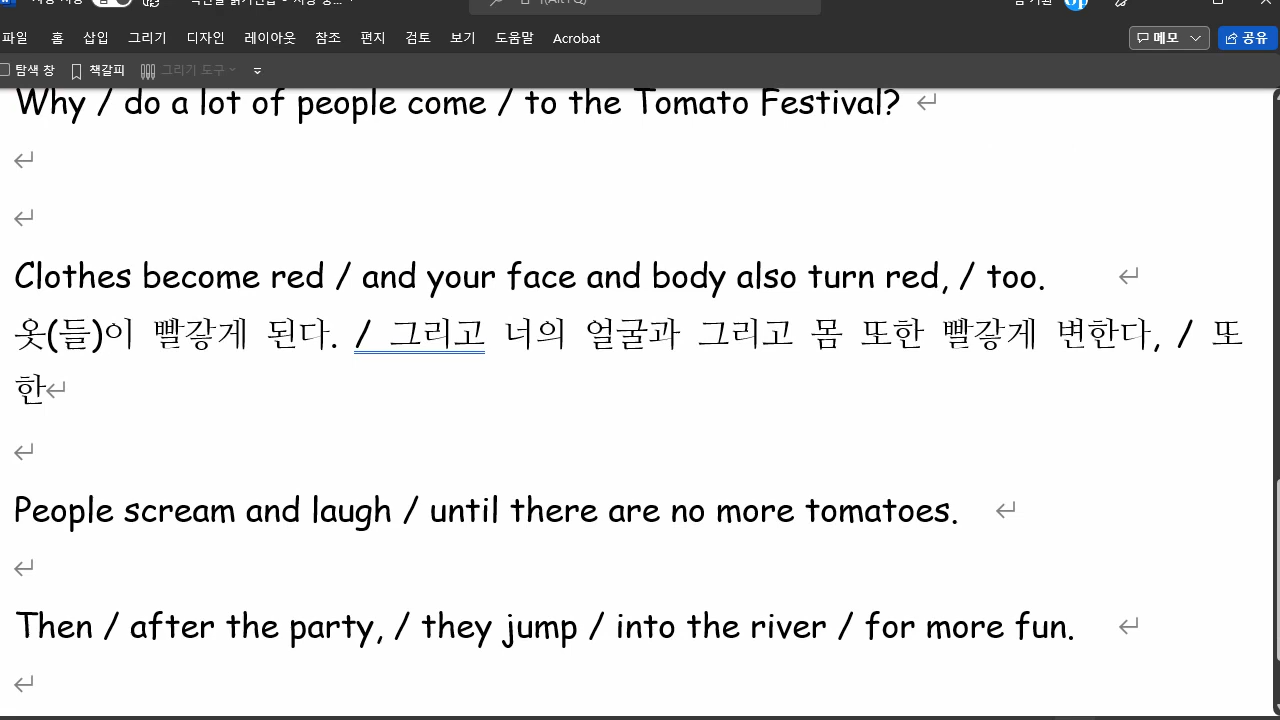 파일 홈 삽입 그리기 디자인 레이아웃 참조 편지 검토 보기 도움말 Acrobat 메모 공유
탐색 창 책갈피 그리기 도구
Why / do a lot of people come / to the Tomato Festival?
Clothes become red / and your face and body also turn red, / too.
옷(들)이 빨갛게 된다. / 그리고 너의 얼굴과 그리고 몸 또한 빨갛게 변한다, / 또
한
People scream and laugh / until there are no more tomatoes.
Then / after the party, / they jump / into the river / for more fun.